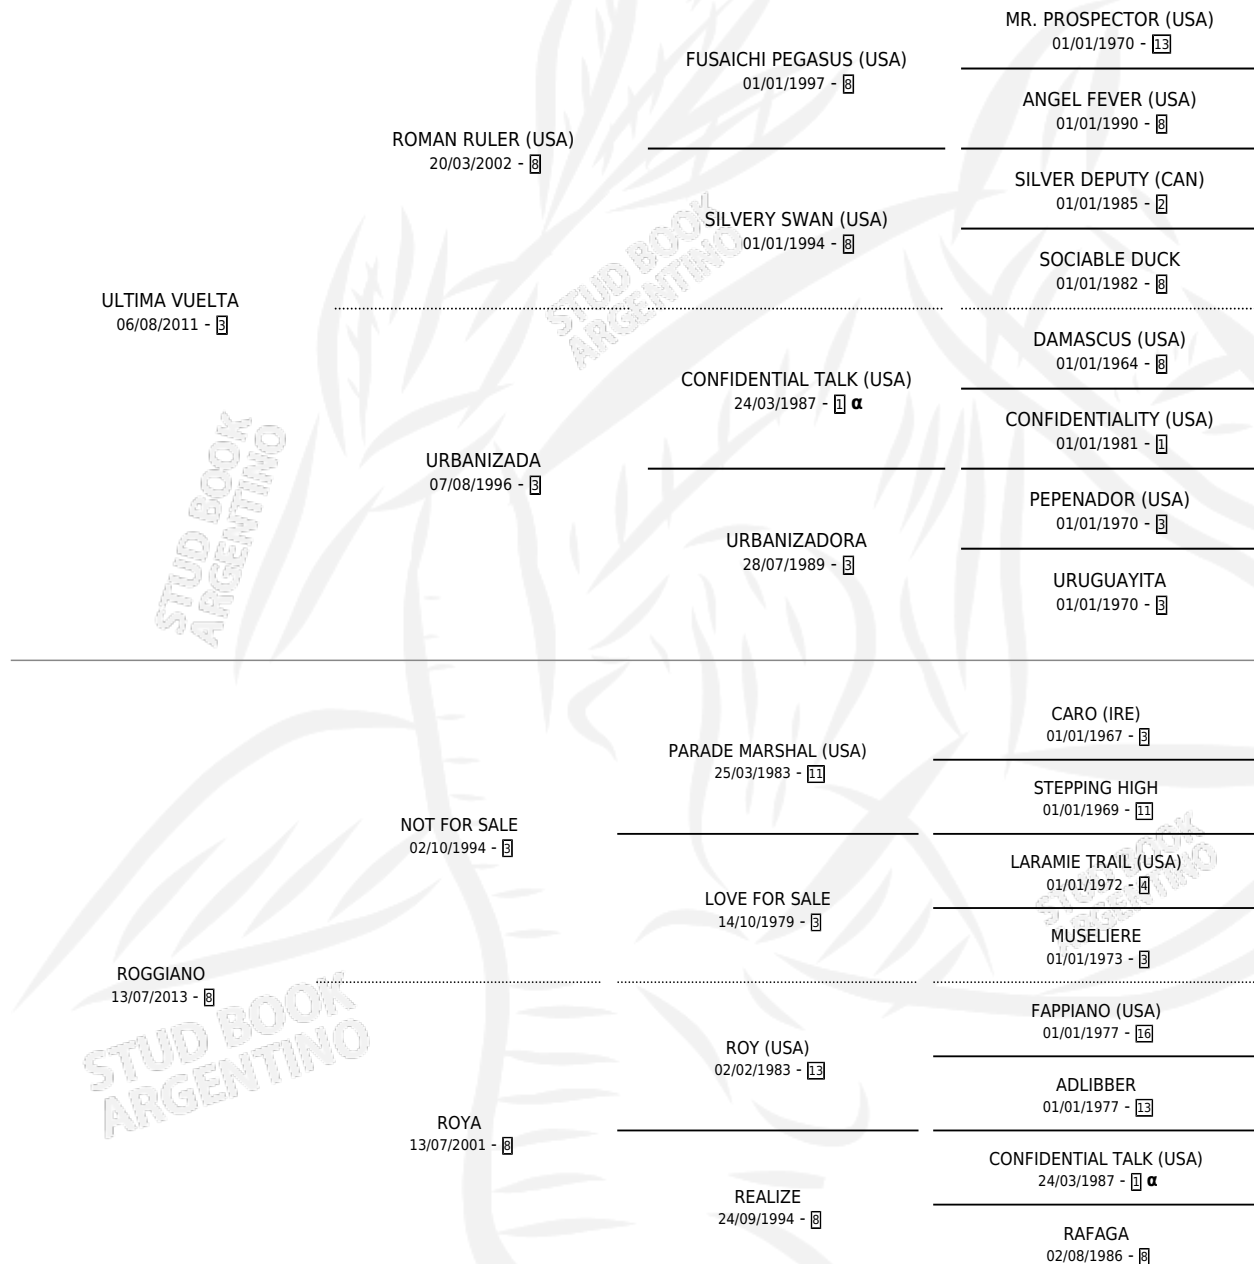 MR. PROSPECTOR (USA)
01/01/1970 - 13
FUSAICHI PEGASUS (USA)
01/01/1997 - 8
ANGEL FEVER (USA)
01/01/1990 - 8
ROMAN RULER (USA)
20/03/2002 - 8
SILVER DEPUTY (CAN)
01/01/1985 - 2
SILVERY SWAN (USA)
01/01/1994 - 8
SOCIABLE DUCK
01/01/1982 - 8
ULTIMA VUELTA
06/08/2011 - 3
STUD BOOK
ARGENTINO
DAMASCUS (USA)
01/01/1964 - 8
CONFIDENTIAL TALK (USA)
24/03/1987 - 1 α
CONFIDENTIALITY (USA)
01/01/1981 - 1
URBANIZADA
07/08/1996 - 3
PEPENADOR (USA)
01/01/1970 - 3
URBANIZADORA
28/07/1989 - 3
URUGUAYITA
01/01/1970 - 3
STUD BOOK
ARGENTINO
CARO (IRE)
01/01/1967 - 3
PARADE MARSHAL (USA)
25/03/1983 - 11
STEPPING HIGH
01/01/1969 - 11
NOT FOR SALE
02/10/1994 - 3
LARAMIE TRAIL (USA)
01/01/1972 - 4
LOVE FOR SALE
14/10/1979 - 3
MUSELIERE
01/01/1973 - 3
STUD BOOK
ARGENTINO
ROGGIANO
13/07/2013 - 8
STUD BOOK
ARGENTINO
FAPPIANO (USA)
01/01/1977 - 16
ROY (USA)
02/02/1983 - 13
ADLIBBER
01/01/1977 - 13
ROYA
13/07/2001 - 8
CONFIDENTIAL TALK (USA)
24/03/1987 - 1 α
REALIZE
24/09/1994 - 8
RAFAGA
02/08/1986 - 8